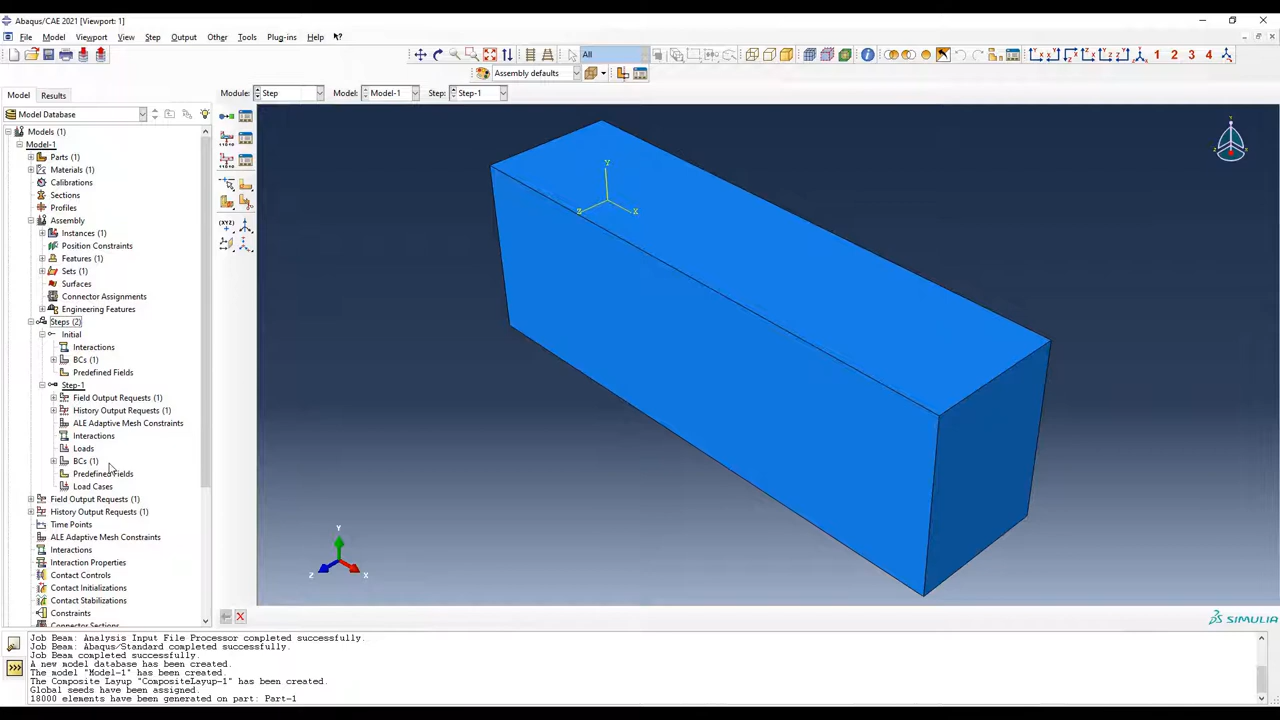 Abaqus/CAE 2021 [Viewport: 1]
File Model Viewport View Step Output Other Tools Plug-ins Help
All
1 2 3 4
Assembly defaults
Model Results
Module: Step Model: Model-1 Step: Step-1
Model Database
Models (1)
Model-1
Parts (1)
Materials (1)
Calibrations
Sections
Profiles
Assembly
Instances (1)
Position Constraints
Features (1)
Sets (1)
Surfaces
Connector Assignments
Engineering Features
Steps (2)
Initial
Interactions
BCs (1)
Predefined Fields
Step-1
Field Output Requests (1)
History Output Requests (1)
ALE Adaptive Mesh Constraints
Interactions
Loads
BCs (1)
Predefined Fields
Load Cases
Field Output Requests (1)
History Output Requests (1)
Time Points
ALE Adaptive Mesh Constraints
Interactions
Interaction Properties
Contact Controls
Contact Initializations
Contact Stabilizations
Constraints
Connector Sections
Y
Z X
Y
Z X
SIMULIA
Job Beam: Analysis Input File Processor completed successfully.
Job Beam: Abaqus/Standard completed successfully.
Job Beam completed successfully.
A new model database has been created.
The model "Model-1" has been created.
The Composite Layup "CompositeLayup-1" has been created.
Global seeds have been assigned.
18000 elements have been generated on part: Part-1